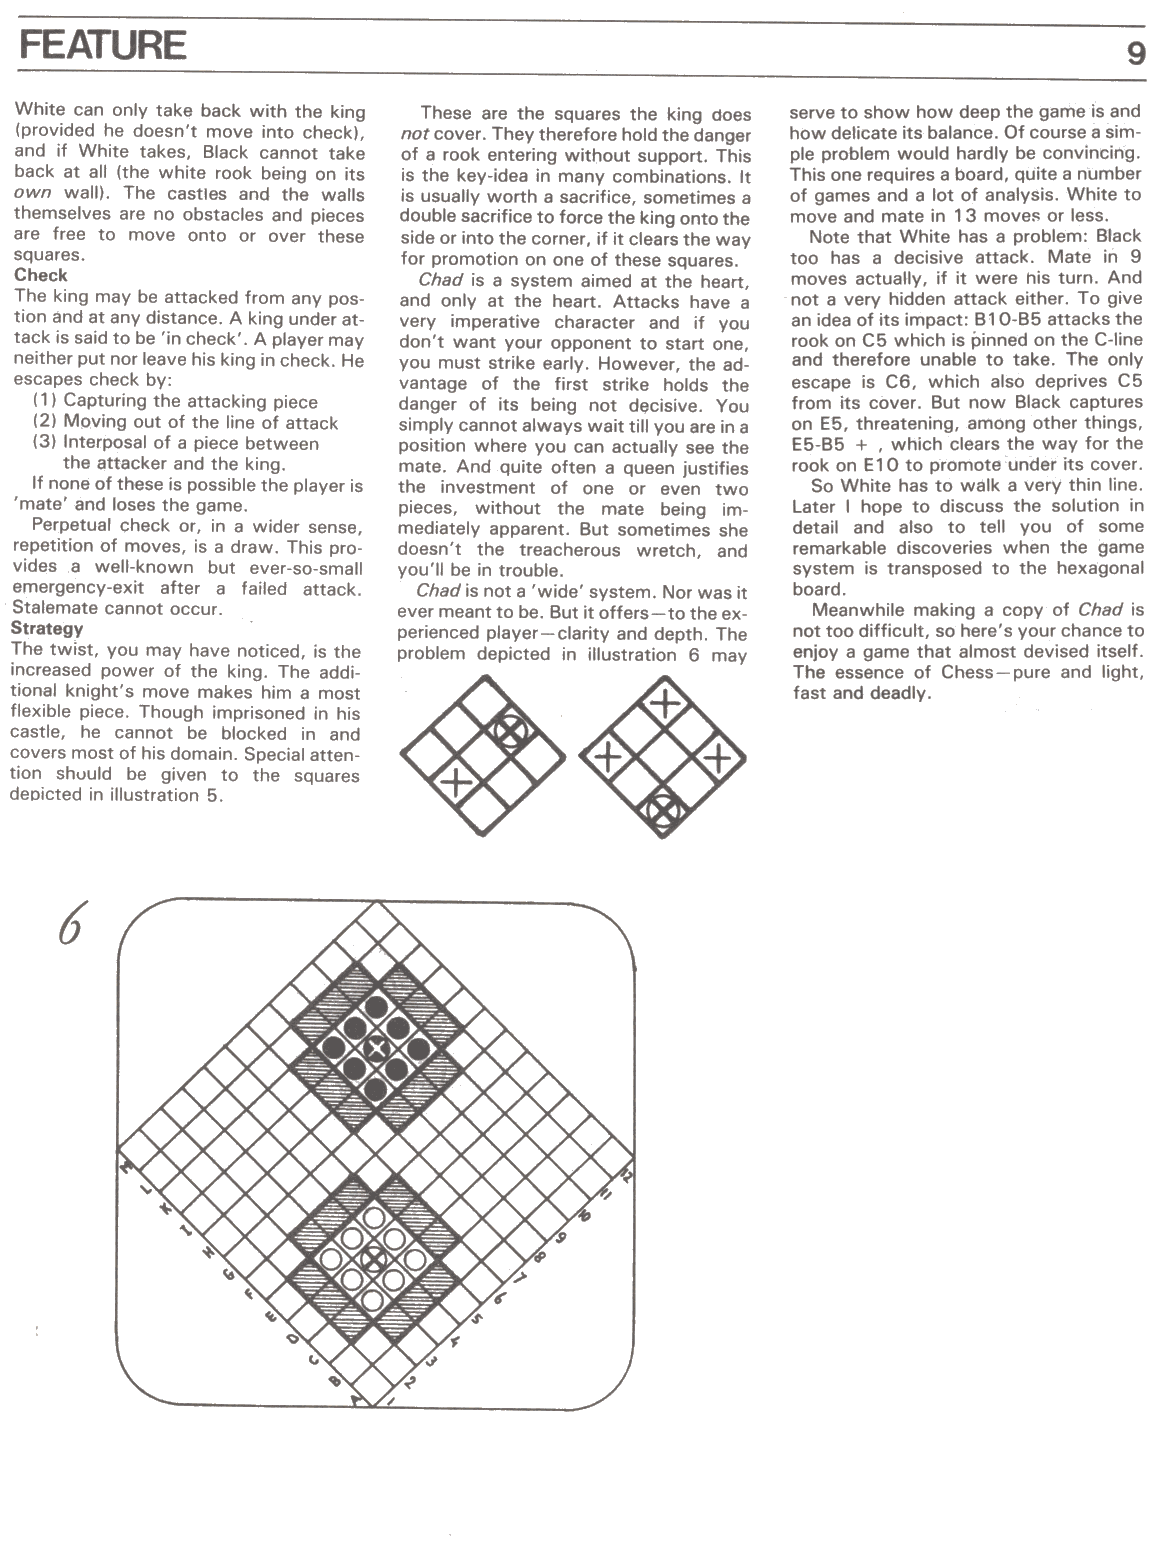 FEATURE
9
White can only take back with the king
(provided he doesn't move into check),
and if White takes, Black cannot take
back at all (the white rook being on its
own wall). The castles and the walls
themselves are no obstacles and pieces
are free to move onto or over these
squares.
Check
The king may be attacked from any pos-
tion and at any distance. A king under at-
tack is said to be 'in check'. A player may
neither put nor leave his king in check. He
escapes check by:
(1) Capturing the attacking piece
(2) Moving out of the line of attack
(3) Interposal of a piece between
the attacker and the king.
If none of these is possible the player is
'mate' and loses the game.
Perpetual check or, in a wider sense,
repetition of moves, is a draw. This pro-
vides a well-known but ever-so-small
emergency-exit after a failed attack.
Stalemate cannot occur.
Strategy
The twist, you may have noticed, is the
increased power of the king. The addi-
tional knight's move makes him a most
flexible piece. Though imprisoned in his
castle, he cannot be blocked in and
covers most of his domain. Special atten-
tion should be given to the squares
depicted in illustration 5.
These are the squares the king does
not cover. They therefore hold the danger
of a rook entering without support. This
is the key-idea in many combinations. It
is usually worth a sacrifice, sometimes a
double sacrifice to force the king onto the
side or into the corner, if it clears the way
for promotion on one of these squares.
Chad is a system aimed at the heart,
and only at the heart. Attacks have a
very imperative character and if you
don't want your opponent to start one,
you must strike early. However, the ad-
vantage of the first strike holds the
danger of its being not decisive. You
simply cannot always wait till you are in a
position where you can actually see the
mate. And quite often a queen justifies
the investment of one or even two
pieces, without the mate being im-
mediately apparent. But sometimes she
doesn't the treacherous wretch, and
you'll be in trouble.
Chad is not a 'wide' system. Nor was it
ever meant to be. But it offers—to the ex-
perienced player—clarity and depth. The
problem depicted in illustration 6 may
serve to show how deep the game is and
how delicate its balance. Of course a sim-
ple problem would hardly be convincing.
This one requires a board, quite a number
of games and a lot of analysis. White to
move and mate in 13 moves or less.
Note that White has a problem: Black
too has a decisive attack. Mate in 9
moves actually, if it were his turn. And
not a very hidden attack either. To give
an idea of its impact: B10-B5 attacks the
rook on C5 which is pinned on the C-line
and therefore unable to take. The only
escape is C6, which also deprives C5
from its cover. But now Black captures
on E5, threatening, among other things,
E5-B5 + , which clears the way for the
rook on E10 to promote under its cover.
So White has to walk a very thin line.
Later I hope to discuss the solution in
detail and also to tell you of some
remarkable discoveries when the game
system is transposed to the hexagonal
board.
Meanwhile making a copy of Chad is
not too difficult, so here's your chance to
enjoy a game that almost devised itself.
The essence of Chess—pure and light,
fast and deadly.
6
M L K I H G F E D C B A
1 2 3 4 5 6 7 8 9 10 11 12